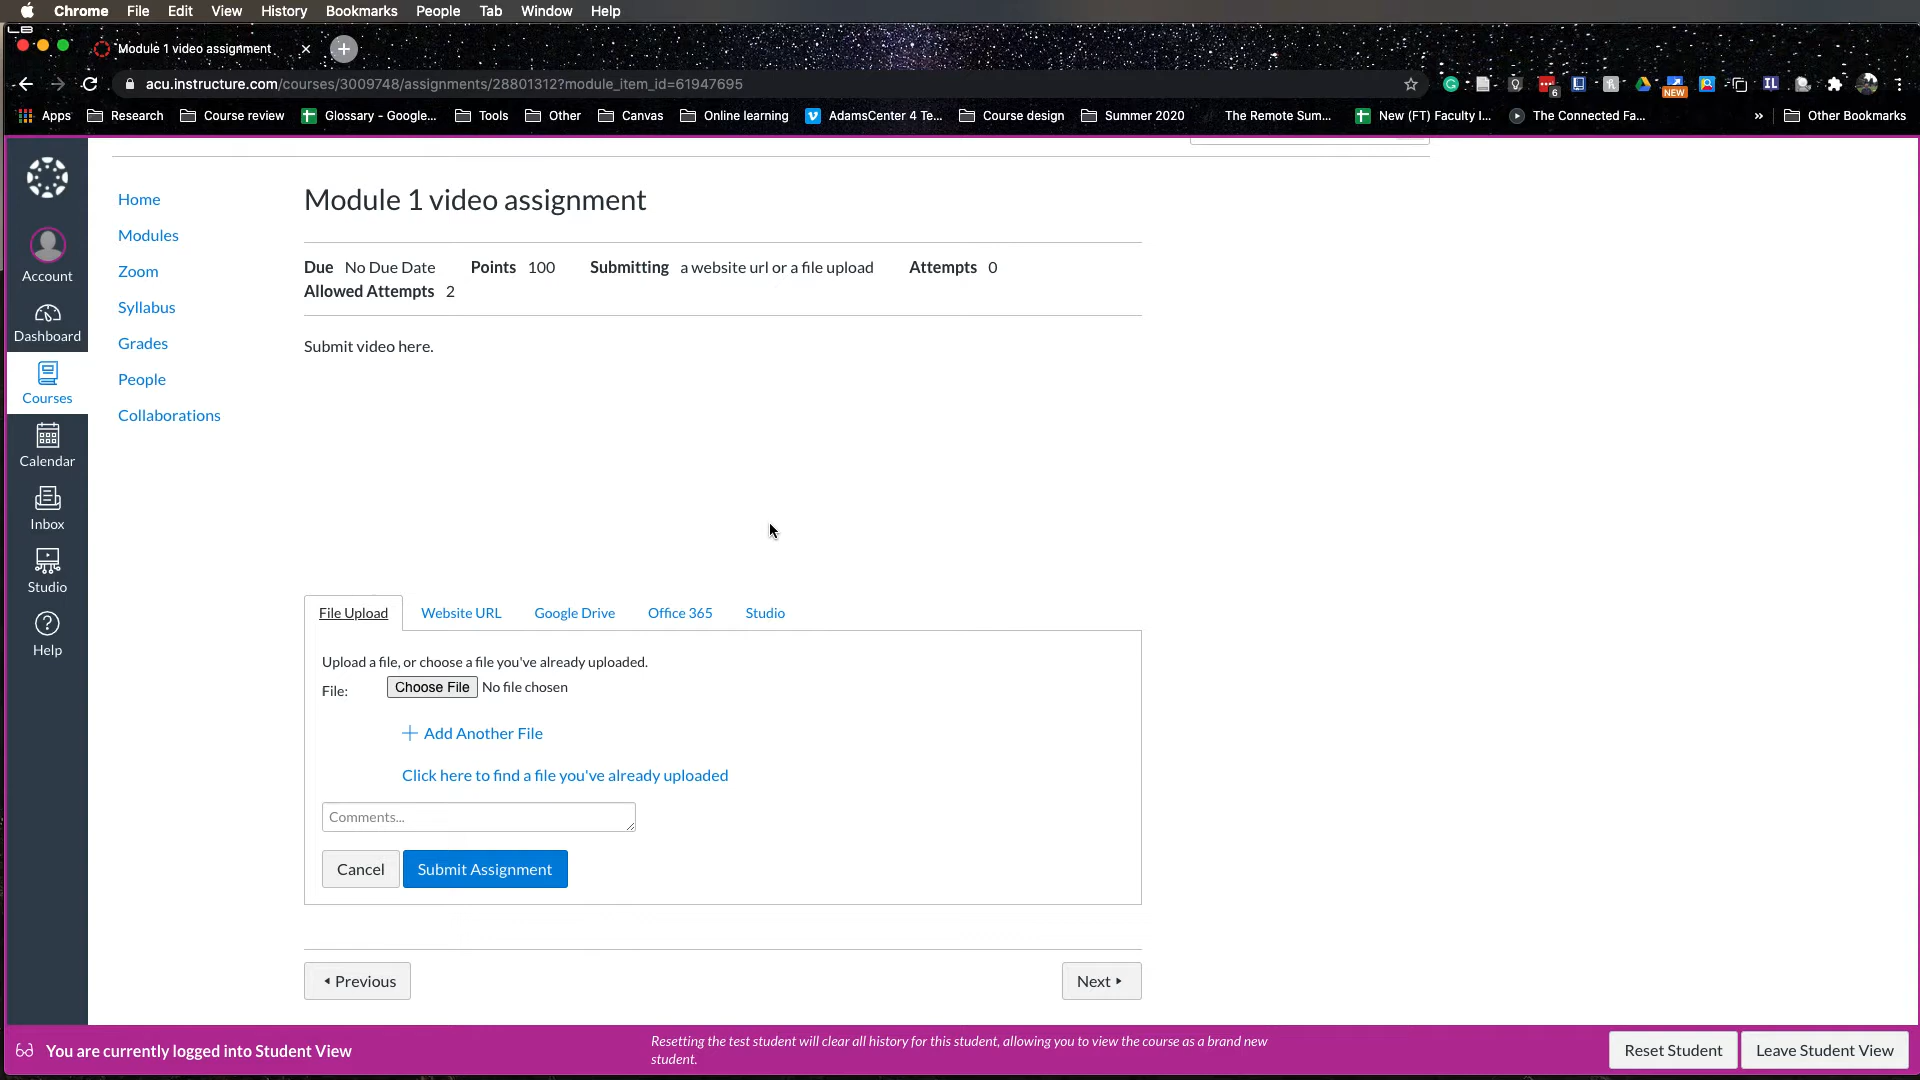 Chrome File Edit View History Bookmarks People Tab Window Help
Module 1 video assignment
acu.instructure.com/courses/3009748/assignments/28801312?module_item_id=61947695
6 NEW IL
Apps Research Course review Glossary - Google... Tools Other Canvas Online learning AdamsCenter 4 Te... Course design Summer 2020 The Remote Sum... New (FT) Faculty I... The Connected Fa... » Other Bookmarks
Account
Dashboard
Courses
Calendar
Inbox
Studio
Help
Home
Modules
Zoom
Syllabus
Grades
People
Collaborations
Module 1 video assignment
Due No Due Date Points 100 Submitting a website url or a file upload Attempts 0
Allowed Attempts 2
Submit video here.
File Upload Website URL Google Drive Office 365 Studio
Upload a file, or choose a file you've already uploaded.
File: Choose File No file chosen
Add Another File
Click here to find a file you've already uploaded
Comments...
Cancel Submit Assignment
Previous Next
You are currently logged into Student View
Resetting the test student will clear all history for this student, allowing you to view the course as a brand new
student.
Reset Student Leave Student View